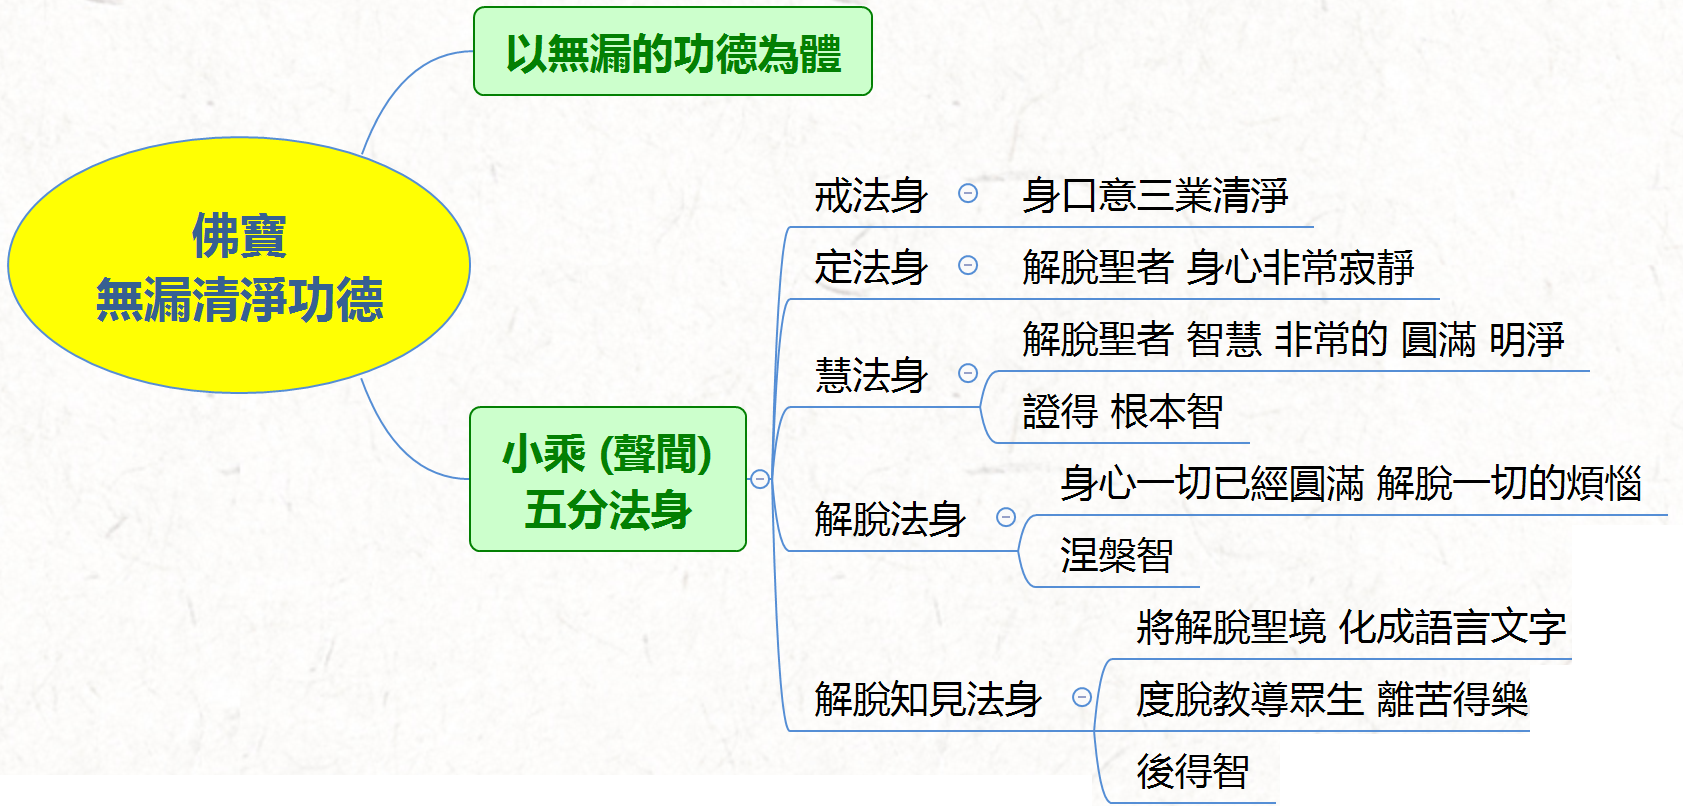 以無漏的功德為體
佛寶
無漏清淨功德
小乘 (聲聞)
五分法身
戒法身
身口意三業清淨
定法身
解脫聖者 身心非常寂靜
慧法身
解脫聖者 智慧 非常的 圓滿 明淨
證得 根本智
解脫法身
身心一切已經圓滿 解脫一切的煩惱
涅槃智
解脫知見法身
將解脫聖境 化成語言文字
度脫教導眾生 離苦得樂
後得智